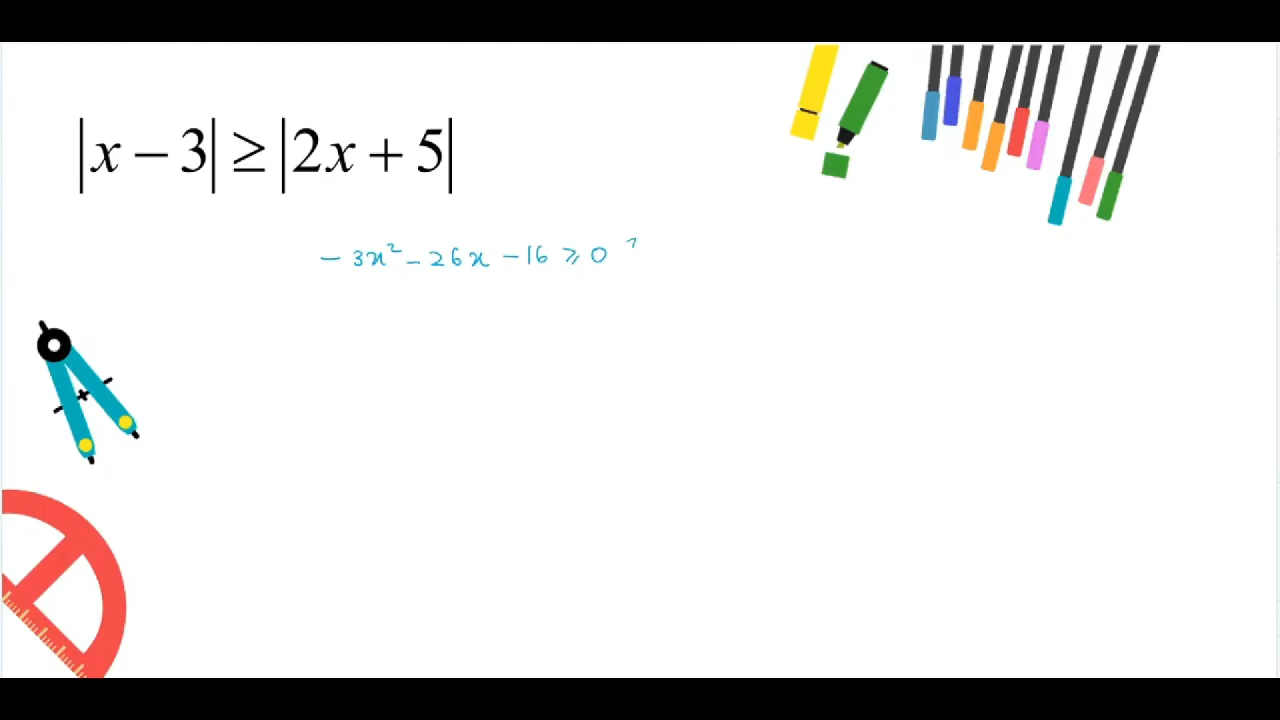 |x − 3| ≥ |2x + 5|
− 3x² − 26x − 16 ⩾ 0